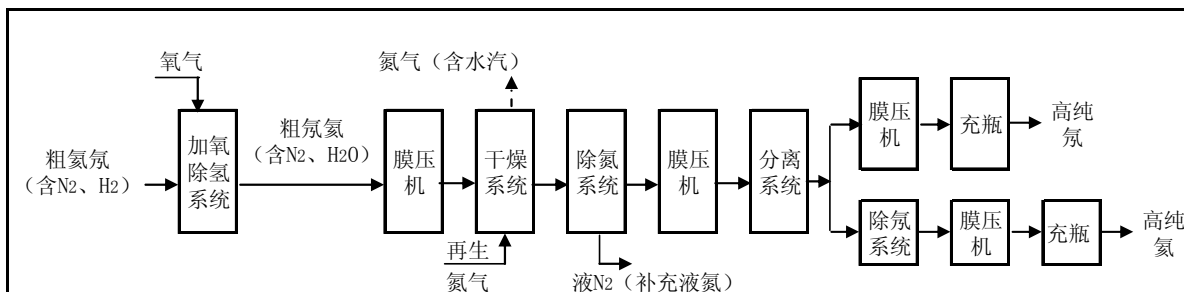 氧气
氮气（含水汽）
粗氦氖
（含N2、H2）
加氧
除氢
系统
粗氖氦
（含N2、H2O）
膜压
机
干燥
系统
除氮
系统
膜压
机
分离
系统
膜压
机
充瓶
高纯
氖
除氖
系统
膜压
机
充瓶
高纯
氦
再生
氮气
液N2（补充液氮）